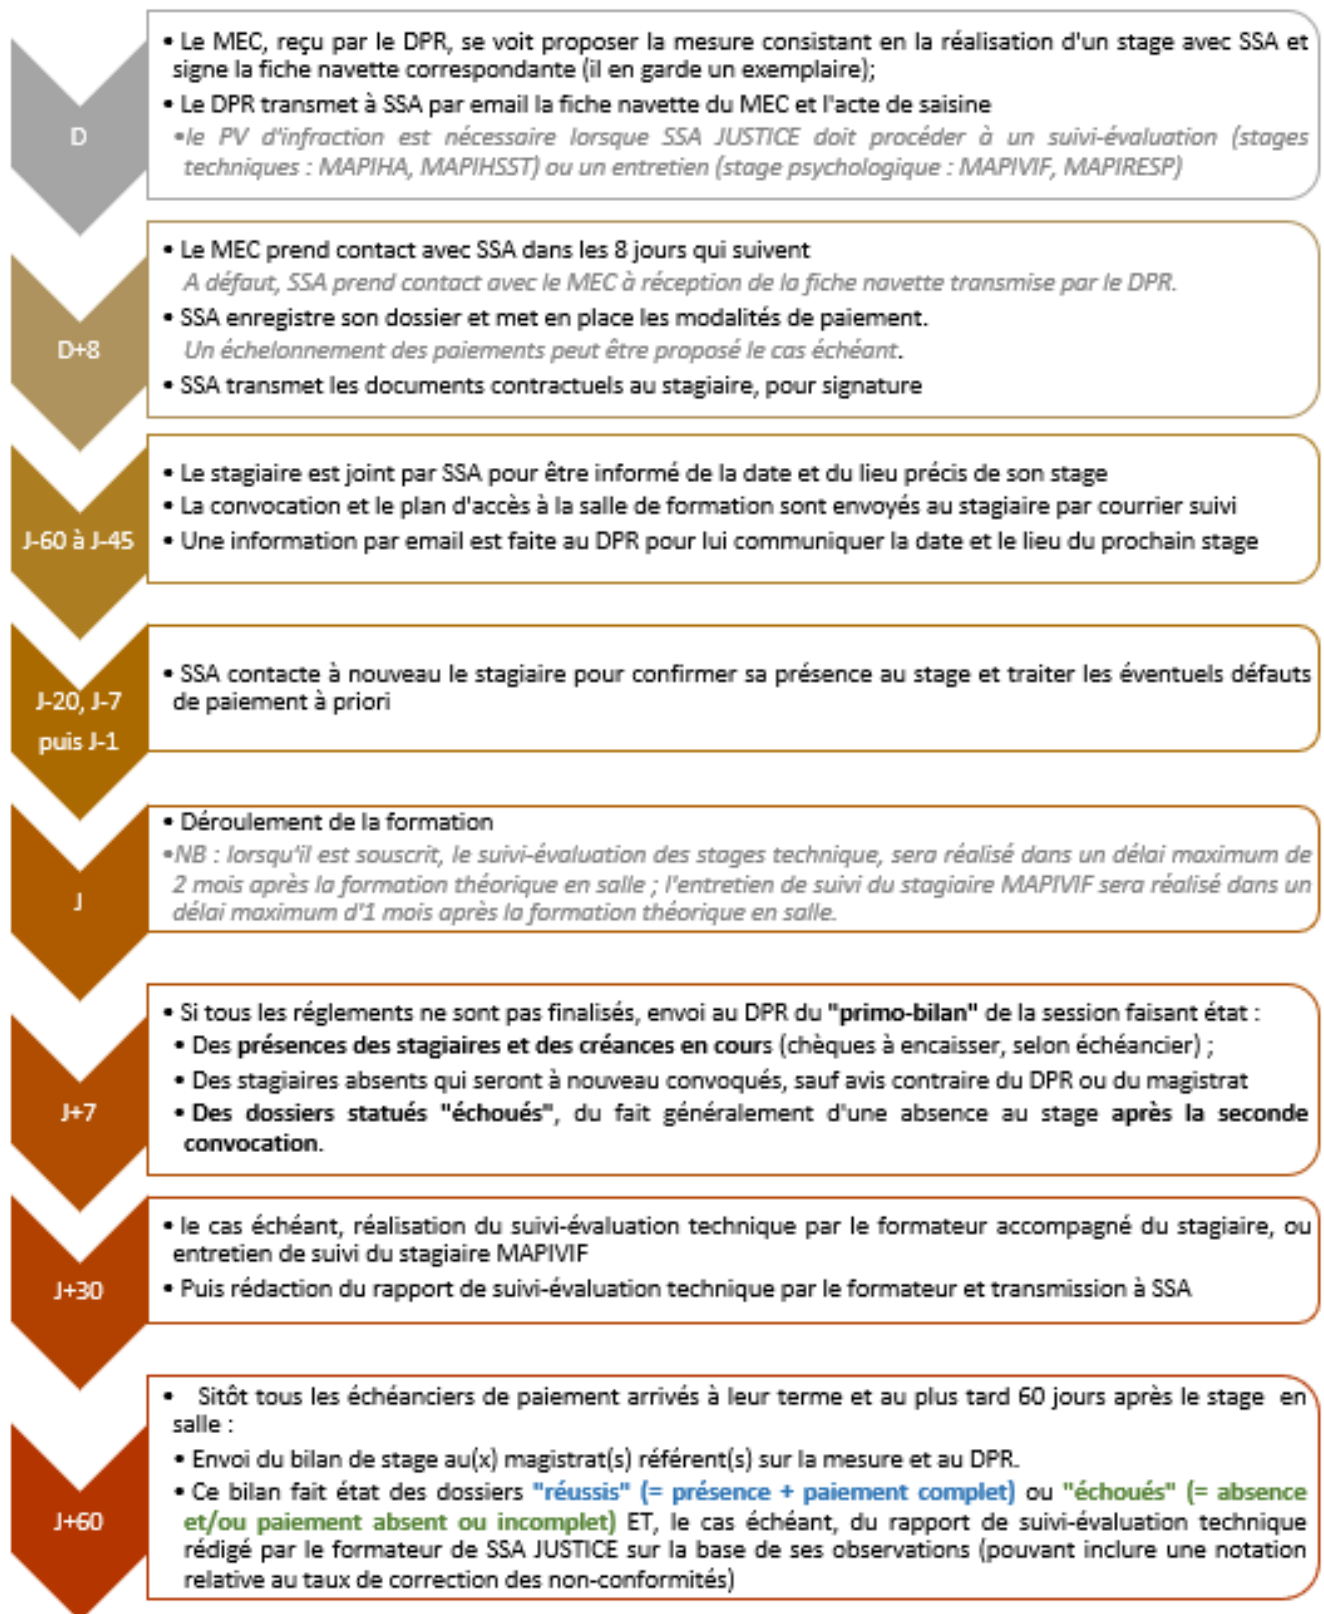 D
• Le MEC, reçu par le DPR, se voit proposer la mesure consistant en la réalisation d'un stage avec SSA et
signe la fiche navette correspondante (il en garde un exemplaire);
• Le DPR transmet à SSA par email la fiche navette du MEC et l'acte de saisine
•le PV d'infraction est nécessaire lorsque SSA JUSTICE doit procéder à un suivi-évaluation (stages
techniques : MAPIHA, MAPIHSST) ou un entretien (stage psychologique : MAPIVIF, MAPIRESP)
D+8
• Le MEC prend contact avec SSA dans les 8 jours qui suivent
A défaut, SSA prend contact avec le MEC à réception de la fiche navette transmise par le DPR.
• SSA enregistre son dossier et met en place les modalités de paiement.
Un échelonnement des paiements peut être proposé le cas échéant.
• SSA transmet les documents contractuels au stagiaire, pour signature
J-60 à J-45
• Le stagiaire est joint par SSA pour être informé de la date et du lieu précis de son stage
• La convocation et le plan d'accès à la salle de formation sont envoyés au stagiaire par courrier suivi
• Une information par email est faite au DPR pour lui communiquer la date et le lieu du prochain stage
J-20, J-7
puis J-1
• SSA contacte à nouveau le stagiaire pour confirmer sa présence au stage et traiter les éventuels défauts
de paiement à priori
J
• Déroulement de la formation
•NB : lorsqu'il est souscrit, le suivi-évaluation des stages technique, sera réalisé dans un délai maximum de
2 mois après la formation théorique en salle ; l'entretien de suivi du stagiaire MAPIVIF sera réalisé dans un
délai maximum d'1 mois après la formation théorique en salle.
J+7
• Si tous les réglements ne sont pas finalisés, envoi au DPR du "primo-bilan" de la session faisant état :
• Des présences des stagiaires et des créances en cours (chèques à encaisser, selon échéancier) ;
• Des stagiaires absents qui seront à nouveau convoqués, sauf avis contraire du DPR ou du magistrat
• Des dossiers statués "échoués", du fait généralement d'une absence au stage après la seconde
convocation.
J+30
• le cas échéant, réalisation du suivi-évaluation technique par le formateur accompagné du stagiaire, ou
entretien de suivi du stagiaire MAPIVIF
• Puis rédaction du rapport de suivi-évaluation technique par le formateur et transmission à SSA
J+60
• Sitôt tous les échéanciers de paiement arrivés à leur terme et au plus tard 60 jours après le stage en
salle :
• Envoi du bilan de stage au(x) magistrat(s) référent(s) sur la mesure et au DPR.
• Ce bilan fait état des dossiers "réussis" (= présence + paiement complet) ou "échoués" (= absence
et/ou paiement absent ou incomplet) ET, le cas échéant, du rapport de suivi-évaluation technique
rédigé par le formateur de SSA JUSTICE sur la base de ses observations (pouvant inclure une notation
relative au taux de correction des non-conformités)